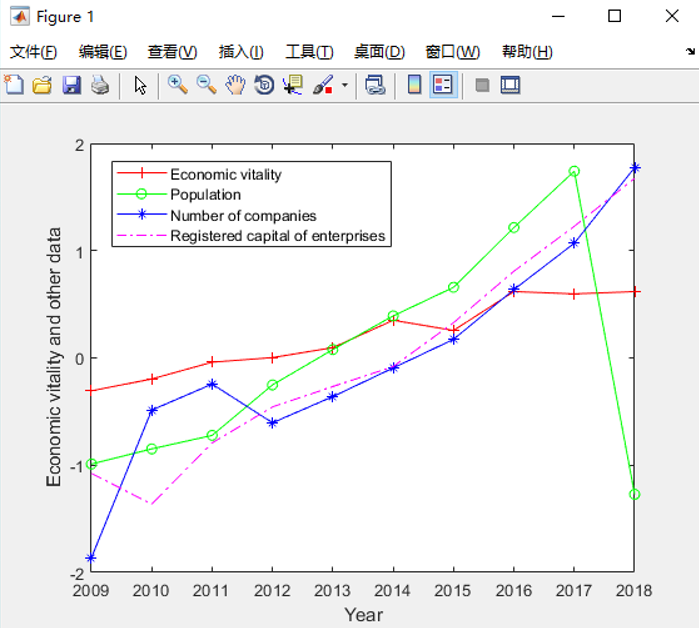 Figure 1
文件(F) 编辑(E) 查看(V) 插入(I) 工具(T) 桌面(D) 窗口(W) 帮助(H)
Economic vitality
Population
Number of companies
Registered capital of enterprises
2
1
0
-1
-2
Economic vitality and other data
2009 2010 2011 2012 2013 2014 2015 2016 2017 2018
Year